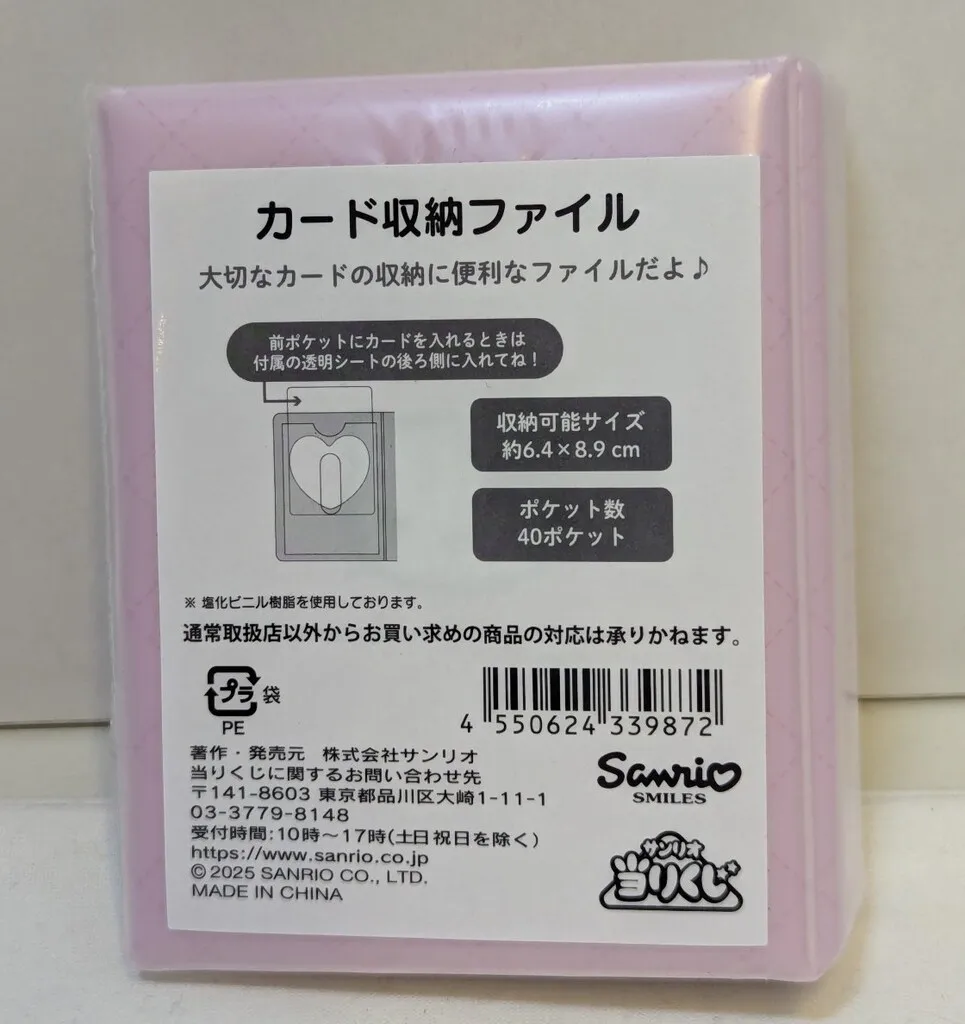 カード収納ファイル
大切なカードの収納に便利なファイルだよ♪
前ポケットにカードを入れるときは
付属の透明シートの後ろ側に入れてね！
収納可能サイズ
約6.4×8.9 cm
ポケット数
40ポケット
※ 塩化ビニル樹脂を使用しております。
通常取扱店以外からお買い求めの商品の対応は承りかねます。
プラ 袋
PE
4 550624 339872
著作・発売元　株式会社サンリオ
当りくじに関するお問い合わせ先
〒141-8603 東京都品川区大崎1-11-1
03-3779-8148
受付時間:10時～17時(土日祝日を除く)
https://www.sanrio.co.jp
©2025 SANRIO CO., LTD.
MADE IN CHINA
Sanrio
SMILES
サンリオ
当りくじ